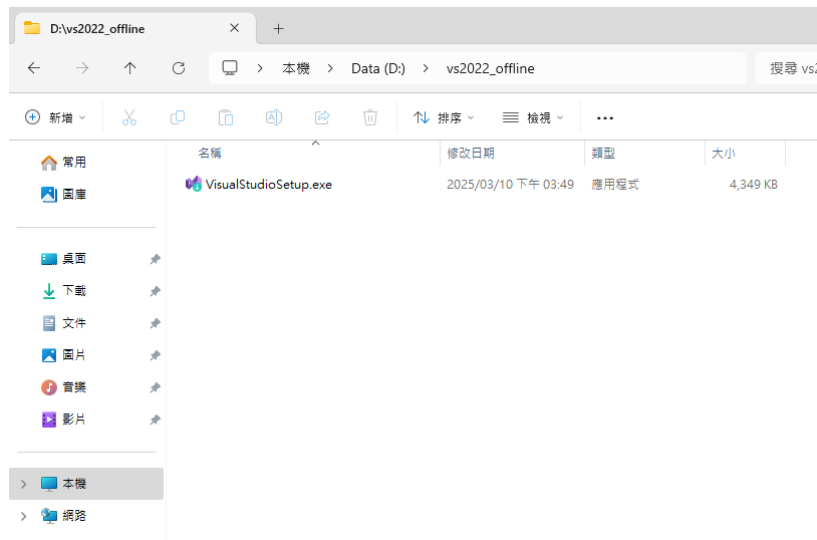 D:\vs2022_offline
本機 Data (D:) vs2022_offline
搜尋 vs2
新增
排序
檢視
名稱 修改日期 類型 大小
VisualStudioSetup.exe 2025/03/10 下午 03:49 應用程式 4,349 KB
常用
圖庫
桌面
下載
文件
圖片
音樂
影片
本機
網路